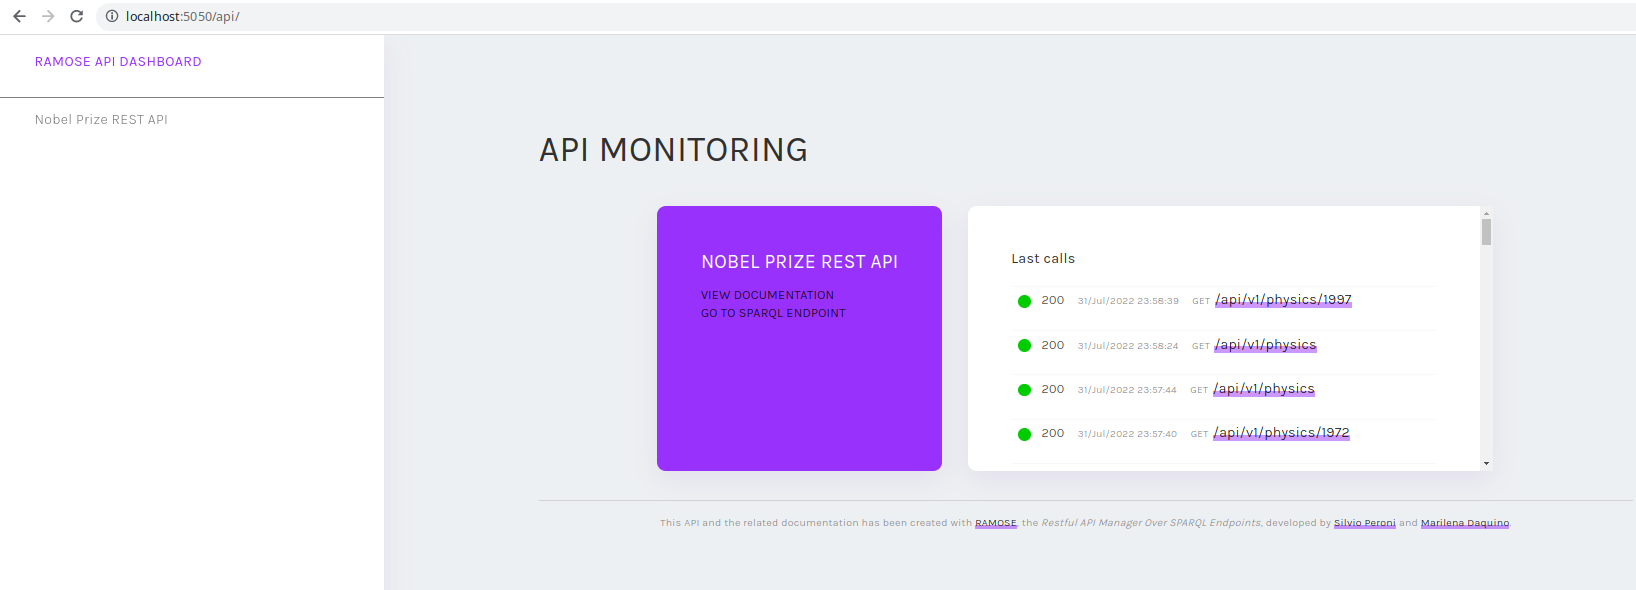 localhost:5050/api/
RAMOSE API DASHBOARD
Nobel Prize REST API
API MONITORING
NOBEL PRIZE REST API
VIEW DOCUMENTATION
GO TO SPARQL ENDPOINT
Last calls
200 31/Jul/2022 23:58:39 GET /api/v1/physics/1997
200 31/Jul/2022 23:58:24 GET /api/v1/physics
200 31/Jul/2022 23:57:44 GET /api/v1/physics
200 31/Jul/2022 23:57:40 GET /api/v1/physics/1972
This API and the related documentation has been created with RAMOSE, the Restful API Manager Over SPARQL Endpoints, developed by Silvio Peroni and Marilena Daquino.